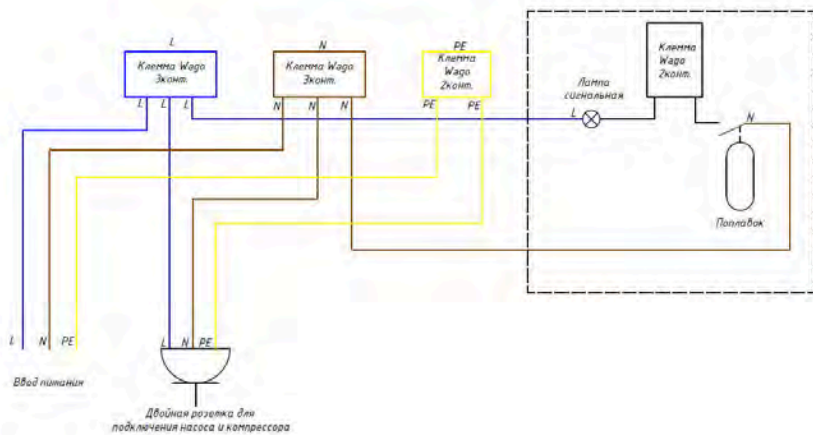 L
Клемма Wago
3конт.
L L L
N
Клемма Wago
3конт.
N N N
PE
Клемма
Wago
2конт.
PE PE
Клемма
Wago
2конт.
Лампа
сигнальная
L
N
Поплавок
L N PE
Ввод питания
L N PE
Двойная розетка для
подключения насоса и компрессора